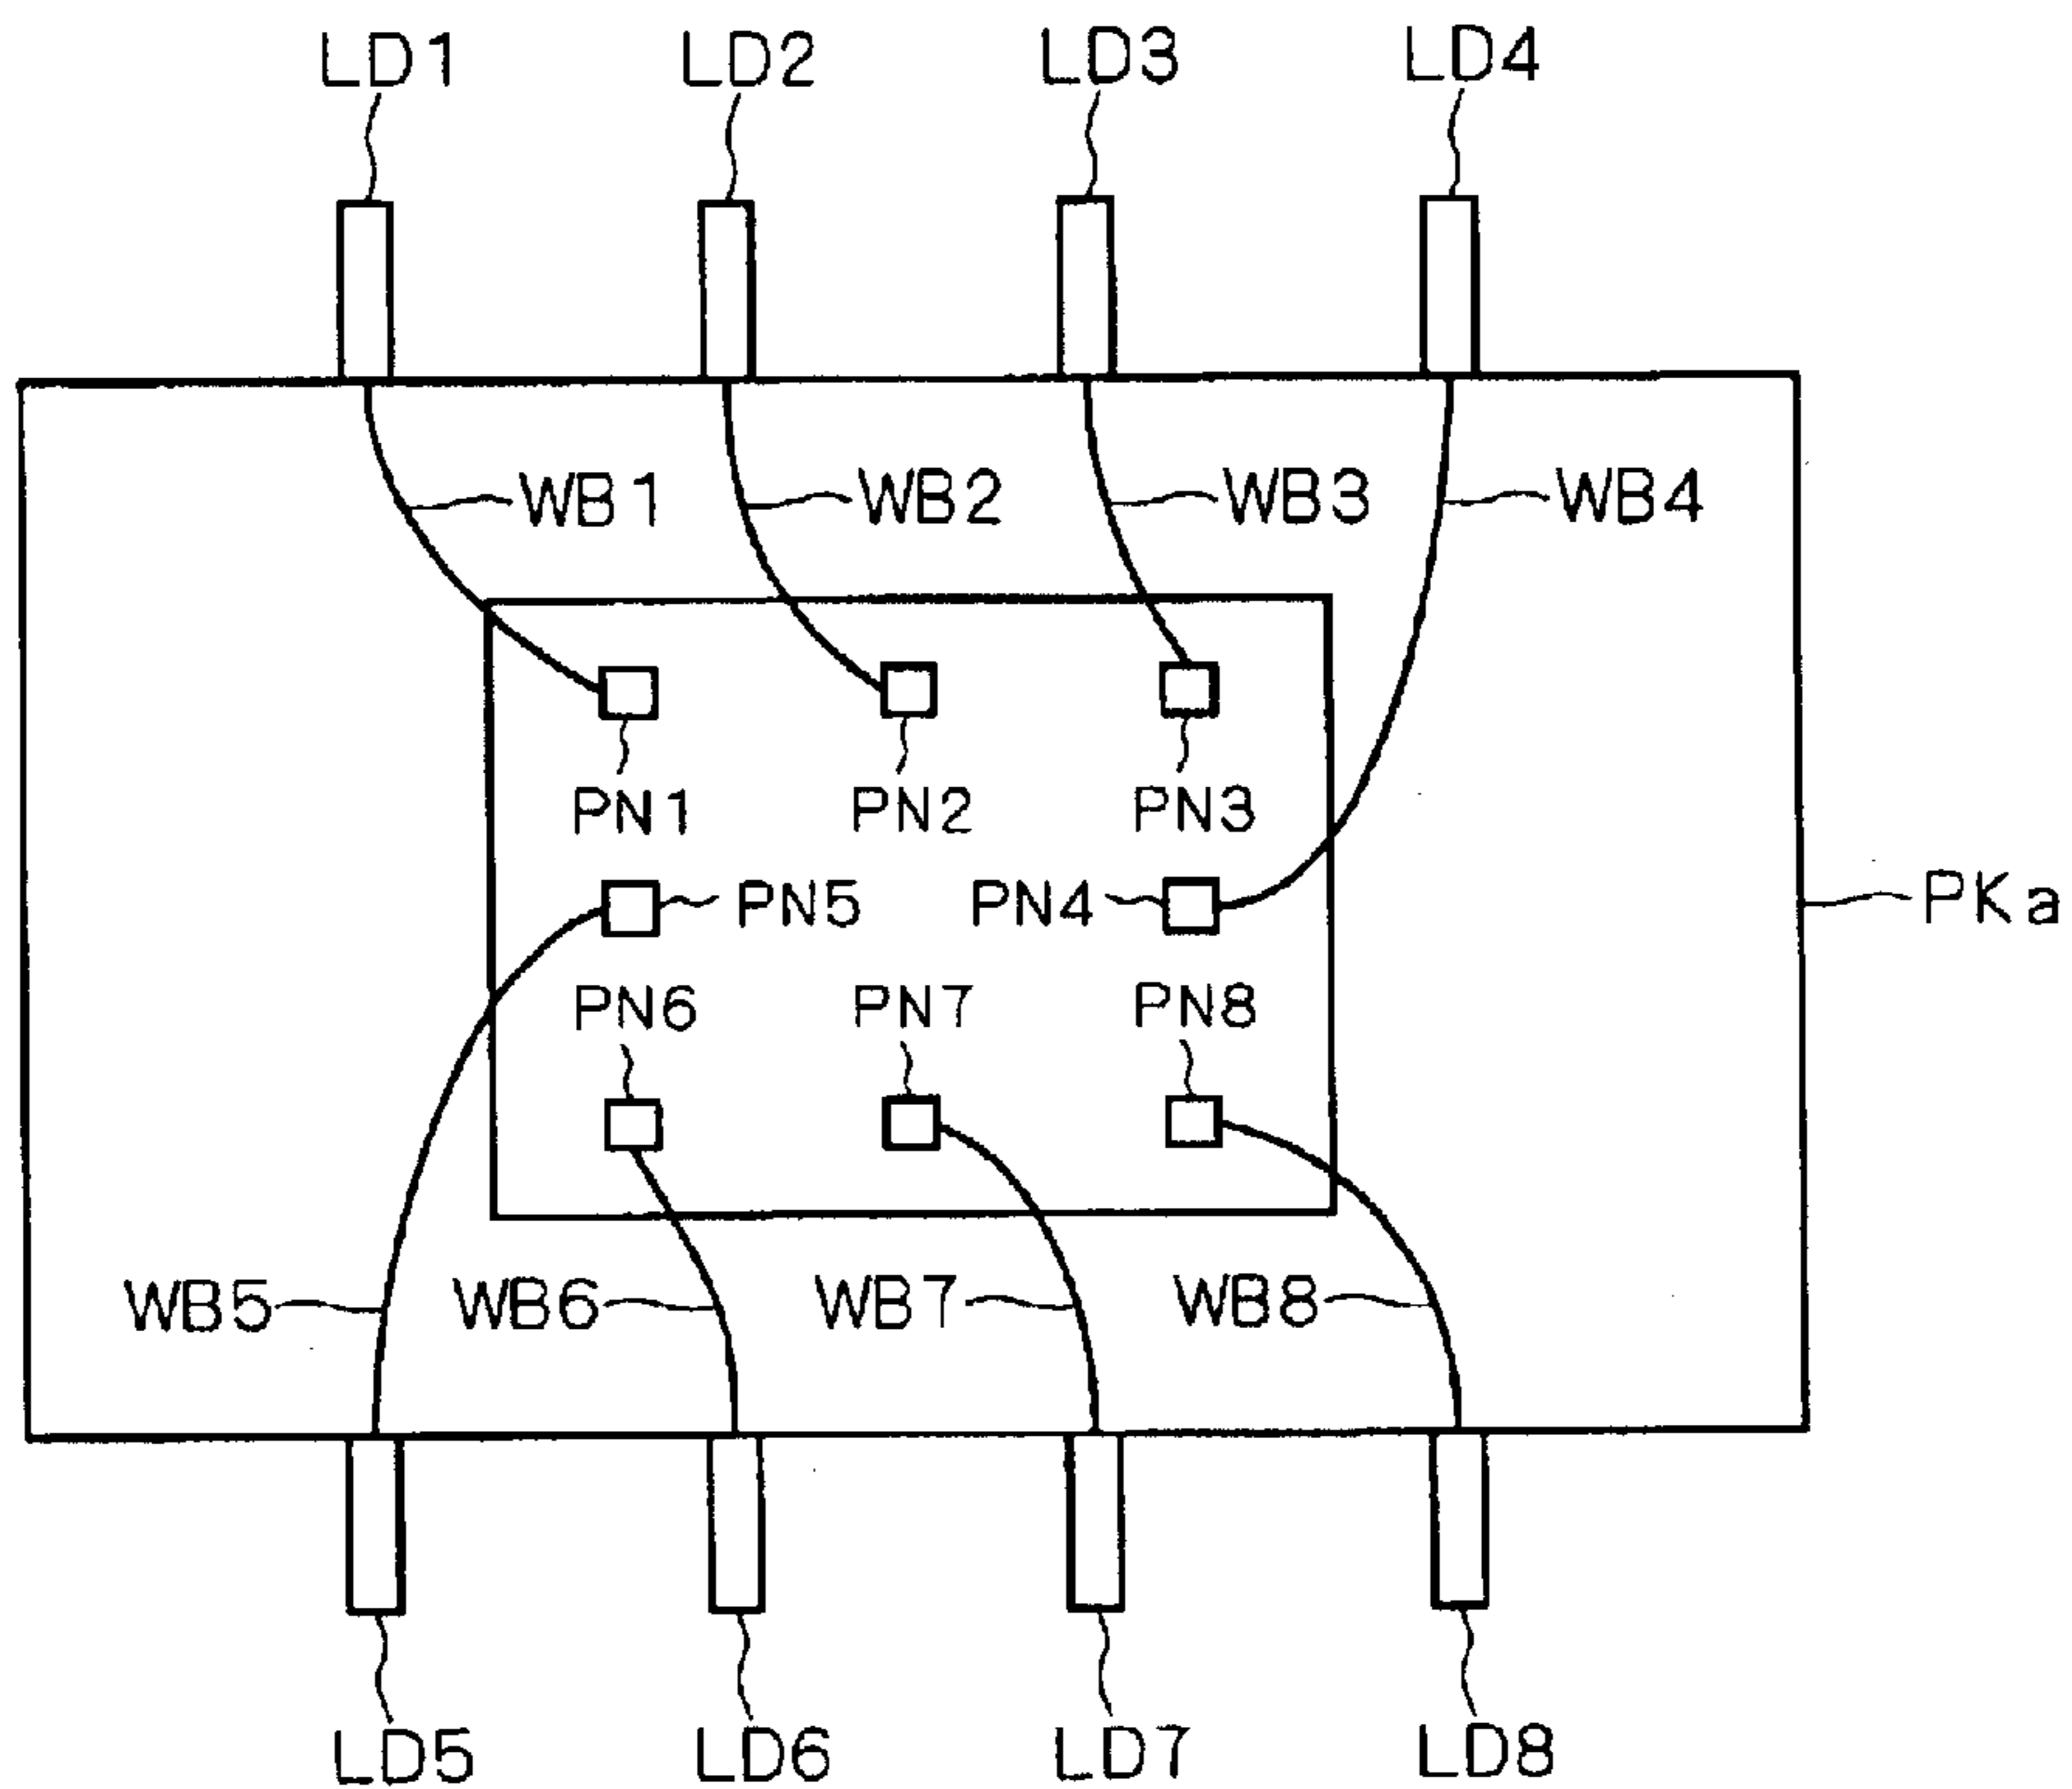 LD1 LD2 LD3 LD4
WB1 WB2 WB3 WB4
PN1 PN2 PN3
PN5 PN4 PKa
PN6 PN7 PN8
WB5 WB6 WB7 WB8
LD5 LD6 LD7 LD8